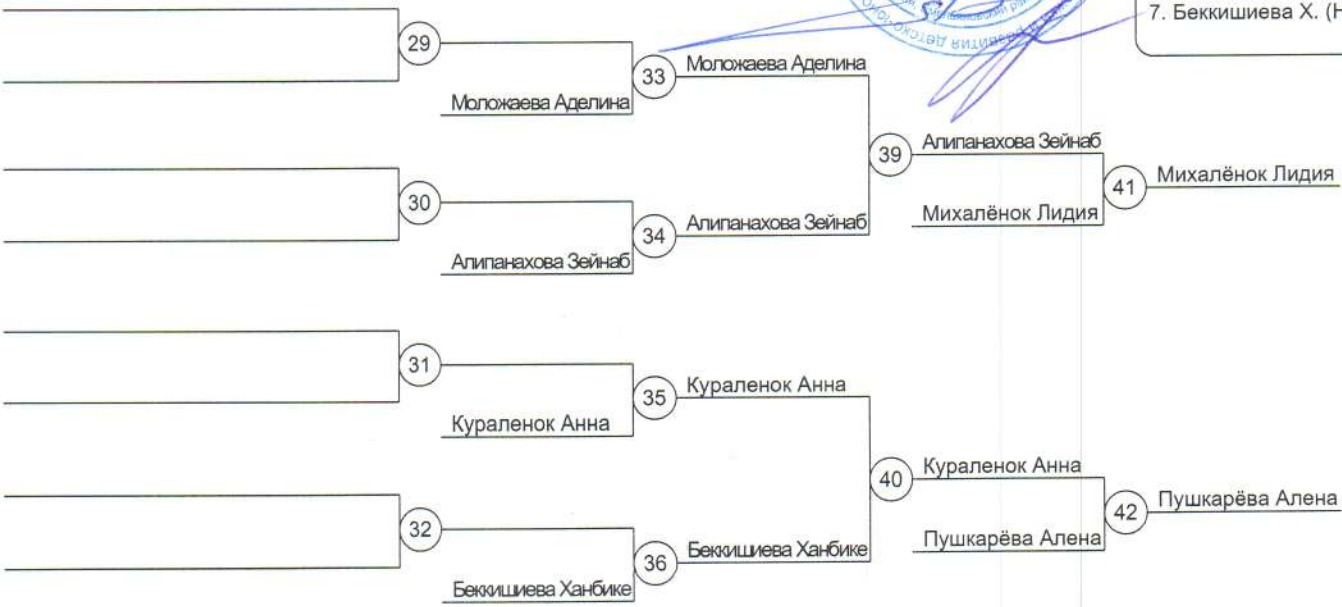 7. Беккишиева Х. (Н
29
33
Моложаева Аделина
Моложаева Аделина
39
Алипанахова Зейнаб
30
41
Михалёнок Лидия
34
Алипанахова Зейнаб
Михалёнок Лидия
Алипанахова Зейнаб
31
35
Кураленок Анна
Кураленок Анна
40
Кураленок Анна
32
42
Пушкарёва Алена
36
Беккишиева Ханбике
Пушкарёва Алена
Беккишиева Ханбике